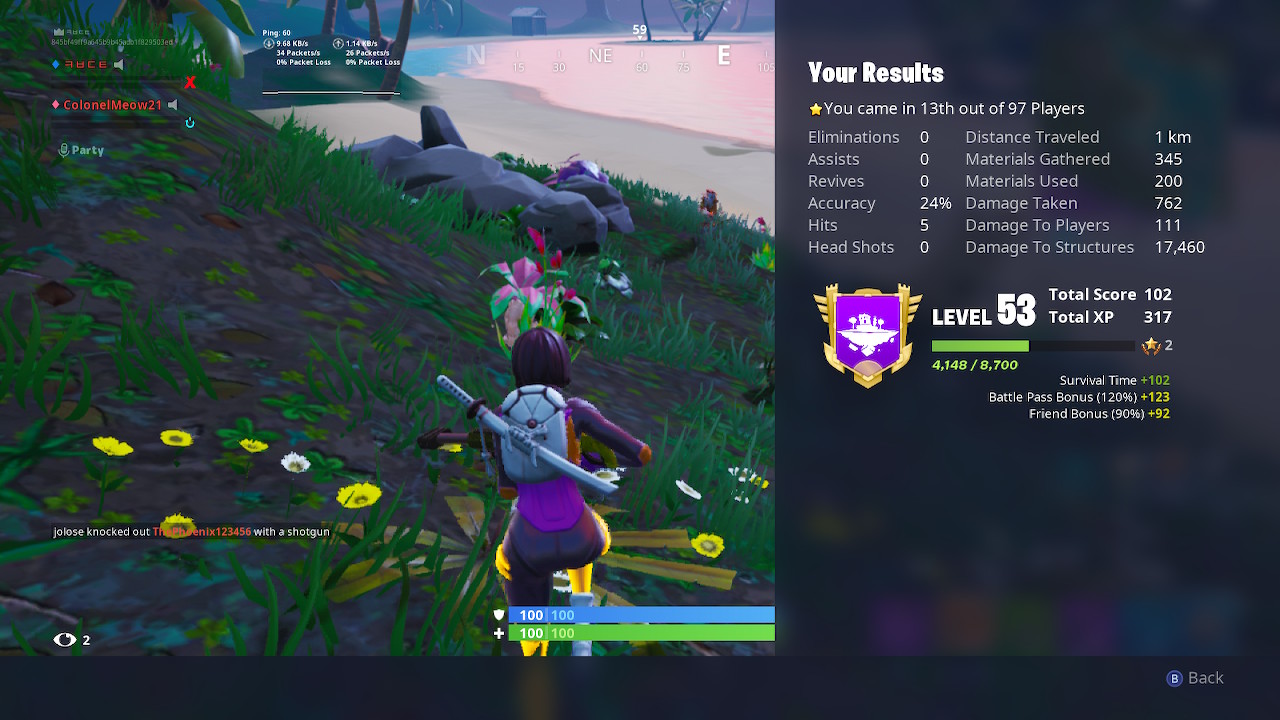 ㅋㅂㄷㅌ
ㅋㅂㄷㅌ
ColonelMeow21
Party
Ping: 60
9.68 KB/s 1.14 KB/s
34 Packets/s 26 Packets/s
0% Packet Loss 0% Packet Loss
59
N 15 30 NE 60 75 E 105
jolose knocked out ThePhoenix123456 with a shotgun
2
100 100
100 100
Your Results
You came in 13th out of 97 Players
Eliminations 0 Distance Traveled 1 km
Assists 0 Materials Gathered 345
Revives 0 Materials Used 200
Accuracy 24% Damage Taken 762
Hits 5 Damage To Players 111
Head Shots 0 Damage To Structures 17,460
LEVEL 53
Total Score 102
Total XP 317
2
4,148 / 8,700
Survival Time +102
Battle Pass Bonus (120%) +123
Friend Bonus (90%) +92
B Back